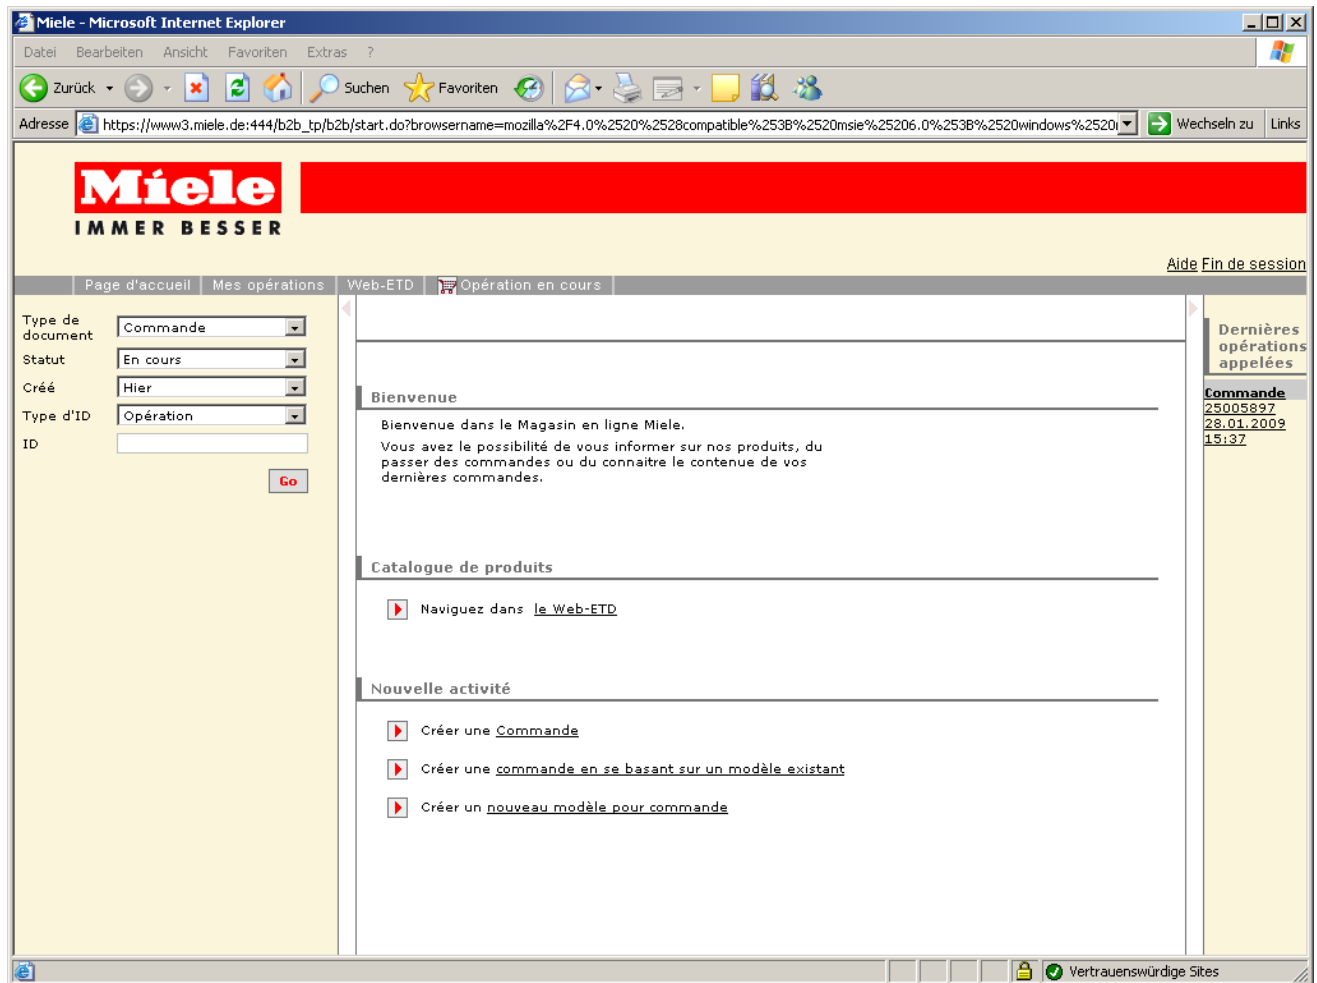 Miele - Microsoft Internet Explorer
Datei Bearbeiten Ansicht Favoriten Extras ?
Zurück Suchen Favoriten
Adresse https://www3.miele.de:444/b2b_tp/b2b/start.do?browsername=mozilla%2F4.0%2520%2528compatible%253B%2520msie%25206.0%253B%2520windows%2520 Wechseln zu Links
Miele
IMMER BESSER
Aide Fin de session
Page d'accueil Mes opérations Web-ETD Opération en cours
Type de
document
Commande
Statut En cours
Créé Hier
Type d'ID Opération
ID
Go
Bienvenue
Bienvenue dans le Magasin en ligne Miele.
Vous avez le possibilité de vous informer sur nos produits, du
passer des commandes ou du connaitre le contenue de vos
dernières commandes.
Catalogue de produits
Naviguez dans le Web-ETD
Nouvelle activité
Créer une Commande
Créer une commande en se basant sur un modèle existant
Créer un nouveau modèle pour commande
Dernières
opérations
appelées
Commande
25005897
28.01.2009
15:37
Vertrauenswürdige Sites